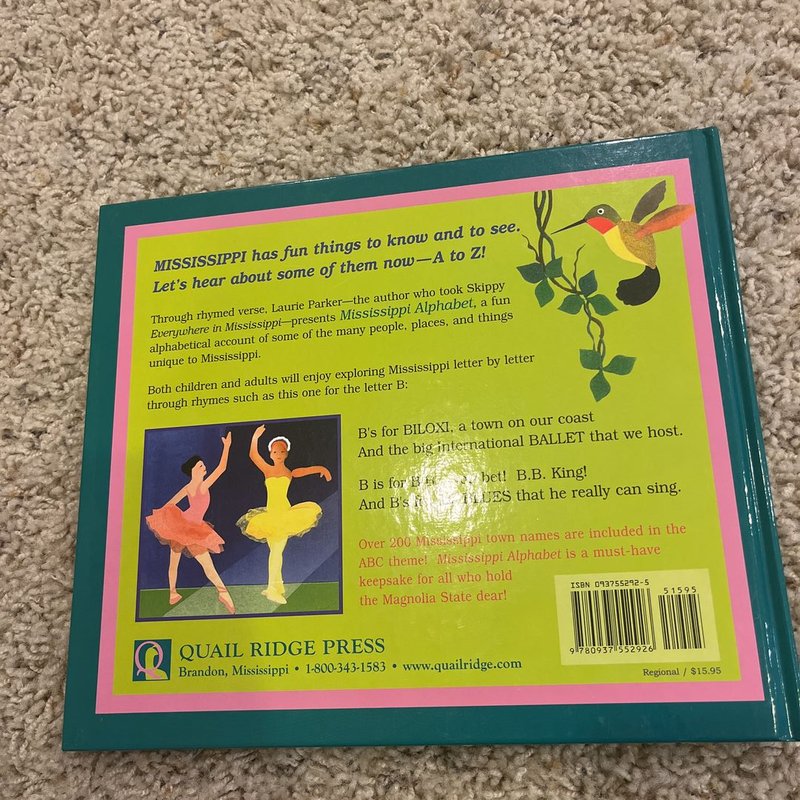 MISSISSIPPI has fun things to know and to see.
Let's hear about some of them now—A to Z!
Through rhymed verse, Laurie Parker—the author who took Skippy
Everywhere in Mississippi—presents Mississippi Alphabet, a fun
alphabetical account of some of the many people, places, and things
unique to Mississippi.
Both children and adults will enjoy exploring Mississippi letter by letter
through rhymes such as this one for the letter B:
B's for BILOXI, a town on our coast
And the big international BALLET that we host.
B is for bet! B.B. King!
And B's BLUES that he really can sing.
Over 200 Mississippi town names are included in the
ABC theme! Mississippi Alphabet is a must-have
keepsake for all who hold
the Magnolia State dear!
ISBN 093755292-5
51595
9 780937 552926
QUAIL RIDGE PRESS
Brandon, Mississippi • 1-800-343-1583 • www.quailridge.com
Regional / $15.95